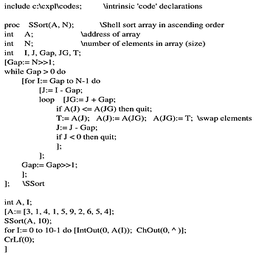 include c:\cxpl\codes; \intrinsic 'code' declarations
proc SSort(A, N); \Shell sort array in ascending order
int A; \address of array
int N; \number of elements in array (size)
int I, J, Gap, JG, T;
[Gap:= N>>1;
while Gap > 0 do
[for I:= Gap to N-1 do
[J:= I - Gap;
loop [JG:= J + Gap;
if A(J) <= A(JG) then quit;
T:= A(J); A(J):= A(JG); A(JG):= T; \swap elements
J:= J - Gap;
if J < 0 then quit;
];
];
Gap:= Gap>>1;
];
]; \SSort
int A, I;
[A:= [3, 1, 4, 1, 5, 9, 2, 6, 5, 4];
SSort(A, 10);
for I:= 0 to 10-1 do [IntOut(0, A(I)); ChOut(0, ^ )];
CrLf(0);
]